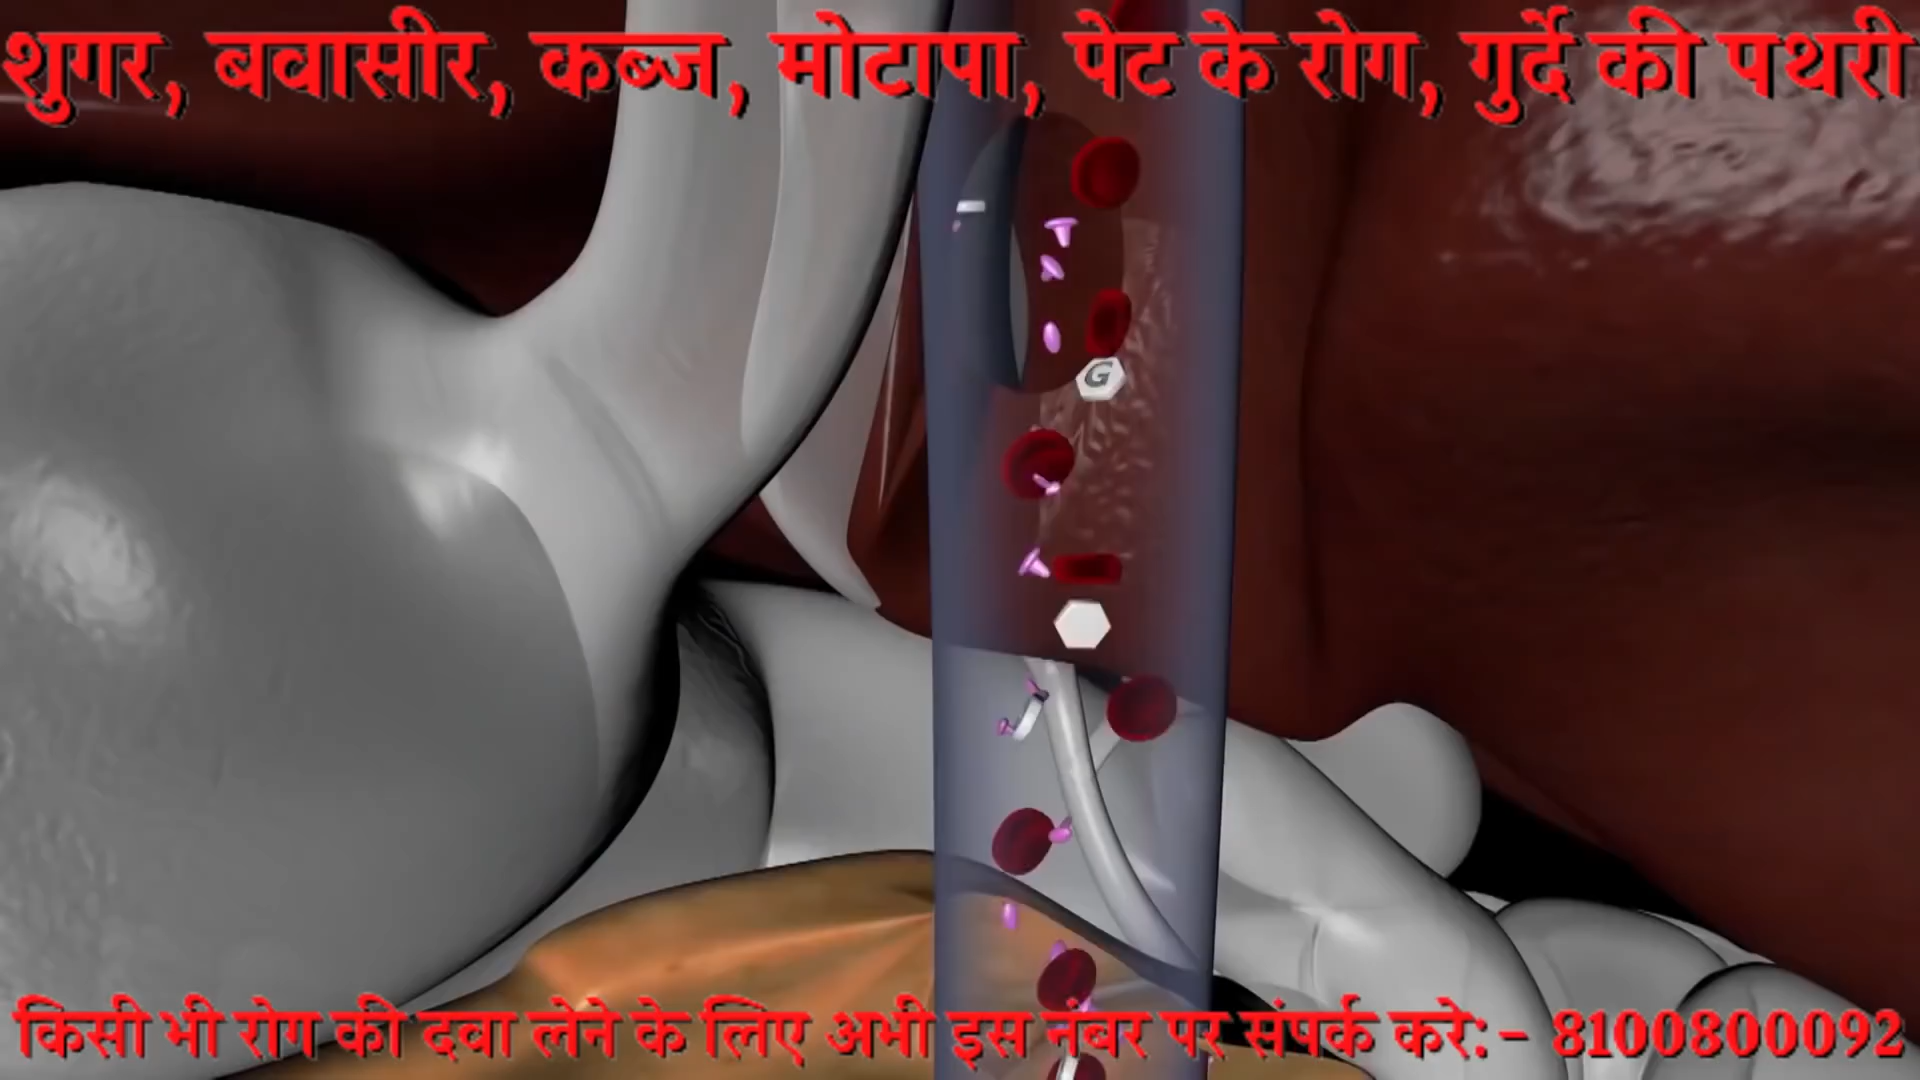 शुगर, बवासीर, कब्ज, मोटापा, पेट के रोग, गुर्दे की पथरी
G
किसी भी रोग की दवा लेने के लिए अभी इस नंबर पर संपर्क करे:- 8100800092